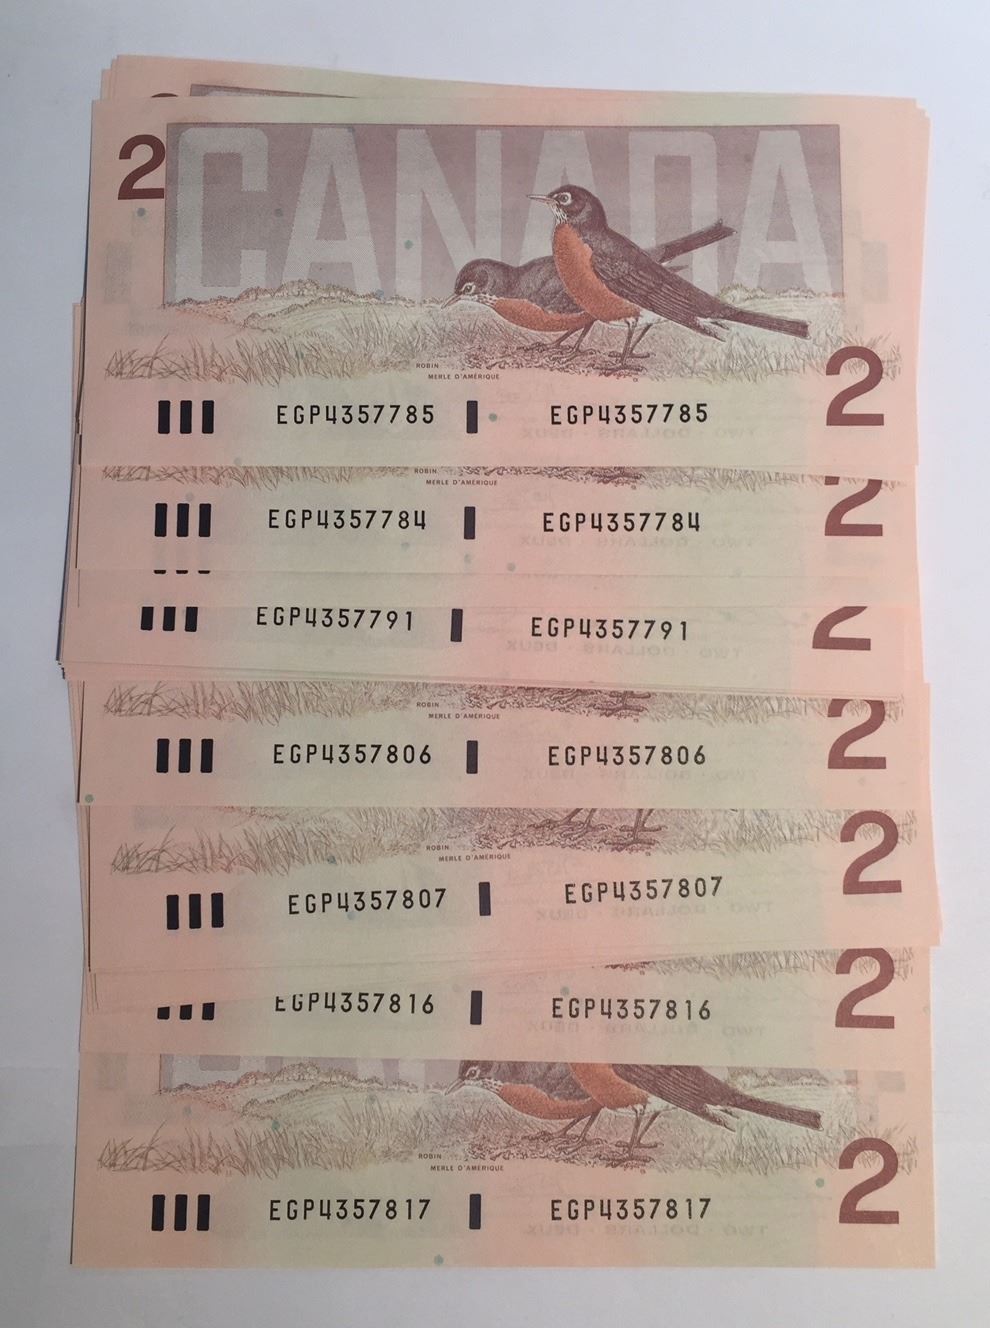 2 CANADA
ROBIN
MERLE D'AMÉRIQUE
2
EGP4357785 EGP4357785
ROBIN
MERLE D'AMÉRIQUE
2
EGP4357784 EGP4357784
EGP4357791 EGP4357791
2
ROBIN
MERLE D'AMÉRIQUE
2
EGP4357806 EGP4357806
ROBIN
MERLE D'AMÉRIQUE
2
EGP4357807 EGP4357807
2
EGP4357816 EGP4357816
ROBIN
MERLE D'AMÉRIQUE
2
EGP4357817 EGP4357817